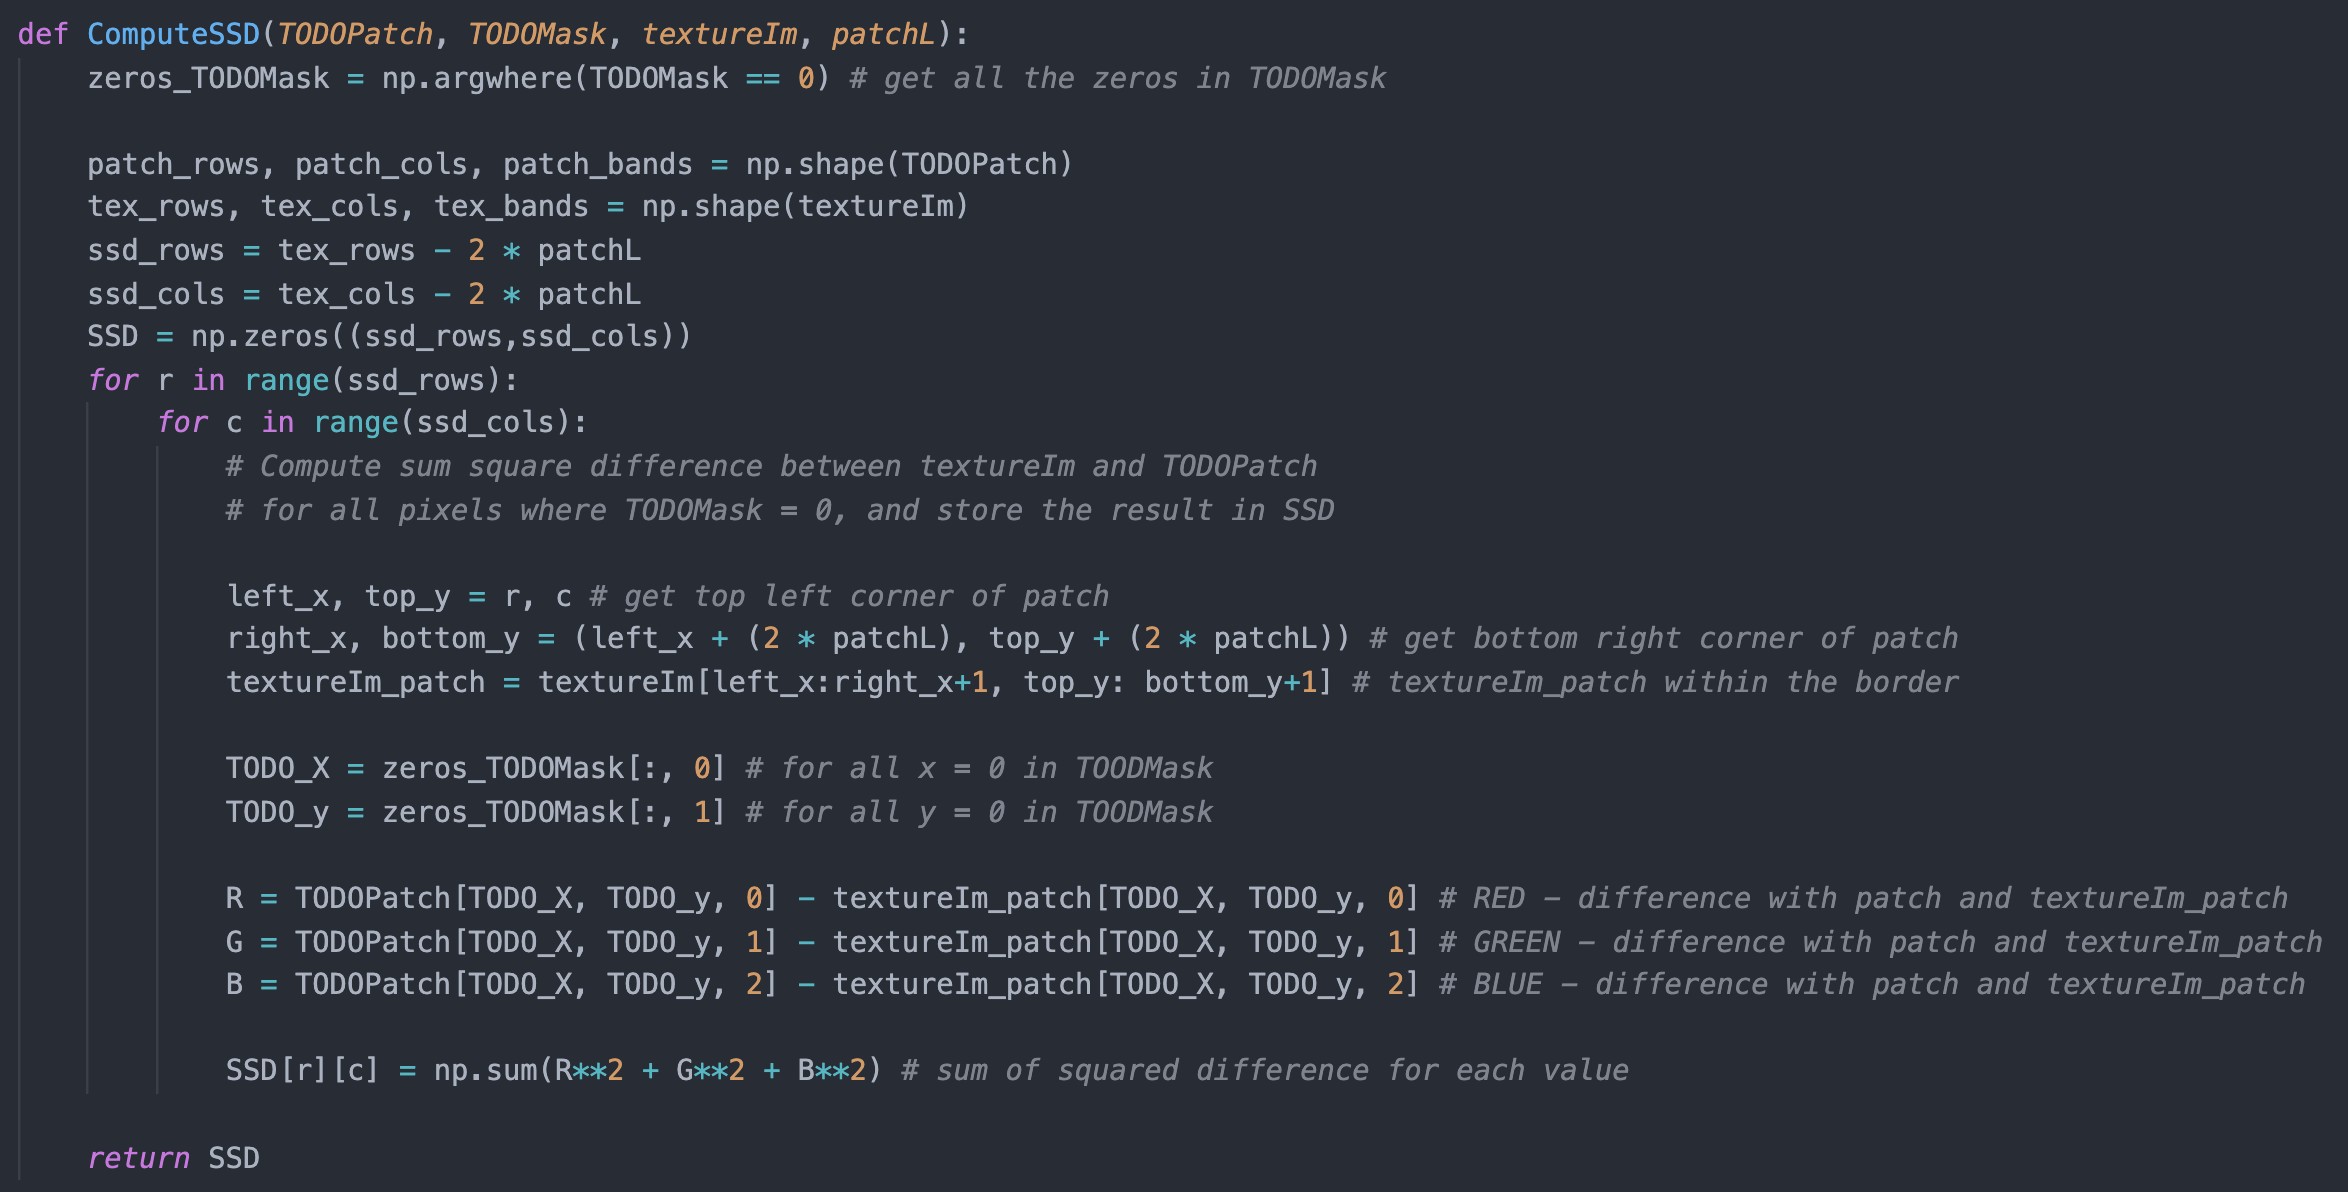 def ComputeSSD(TODOPatch, TODOMask, textureIm, patchL):
    zeros_TODOMask = np.argwhere(TODOMask == 0) # get all the zeros in TODOMask

    patch_rows, patch_cols, patch_bands = np.shape(TODOPatch)
    tex_rows, tex_cols, tex_bands = np.shape(textureIm)
    ssd_rows = tex_rows - 2 * patchL
    ssd_cols = tex_cols - 2 * patchL
    SSD = np.zeros((ssd_rows,ssd_cols))
    for r in range(ssd_rows):
        for c in range(ssd_cols):
            # Compute sum square difference between textureIm and TODOPatch
            # for all pixels where TODOMask = 0, and store the result in SSD

            left_x, top_y = r, c # get top left corner of patch
            right_x, bottom_y = (left_x + (2 * patchL), top_y + (2 * patchL)) # get bottom right corner of patch
            textureIm_patch = textureIm[left_x:right_x+1, top_y: bottom_y+1] # textureIm_patch within the border

            TODO_X = zeros_TODOMask[:, 0] # for all x = 0 in TOODMask
            TODO_y = zeros_TODOMask[:, 1] # for all y = 0 in TOODMask

            R = TODOPatch[TODO_X, TODO_y, 0] - textureIm_patch[TODO_X, TODO_y, 0] # RED - difference with patch and textureIm_patch
            G = TODOPatch[TODO_X, TODO_y, 1] - textureIm_patch[TODO_X, TODO_y, 1] # GREEN - difference with patch and textureIm_patch
            B = TODOPatch[TODO_X, TODO_y, 2] - textureIm_patch[TODO_X, TODO_y, 2] # BLUE - difference with patch and textureIm_patch

            SSD[r][c] = np.sum(R**2 + G**2 + B**2) # sum of squared difference for each value

    return SSD